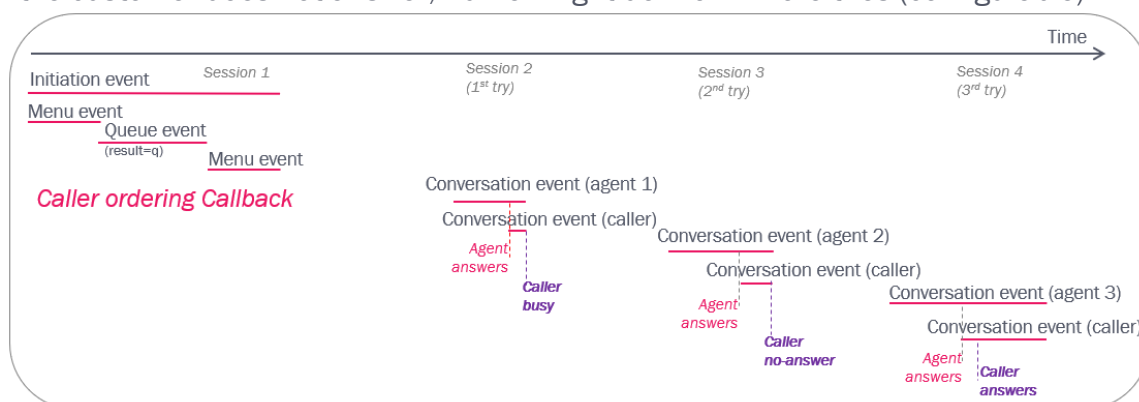 Time
Session 1
Session 2
(1st try)
Session 3
(2nd try)
Session 4
(3rd try)
Initiation event
Menu event
Queue event
(result=q)
Menu event
Caller ordering Callback
Conversation event (agent 1)
Conversation event (caller)
Agent
answers
Caller
busy
Conversation event (agent 2)
Conversation event (caller)
Agent
answers
Caller
no-answer
Conversation event (agent 3)
Conversation event (caller)
Agent
answers
Caller
answers